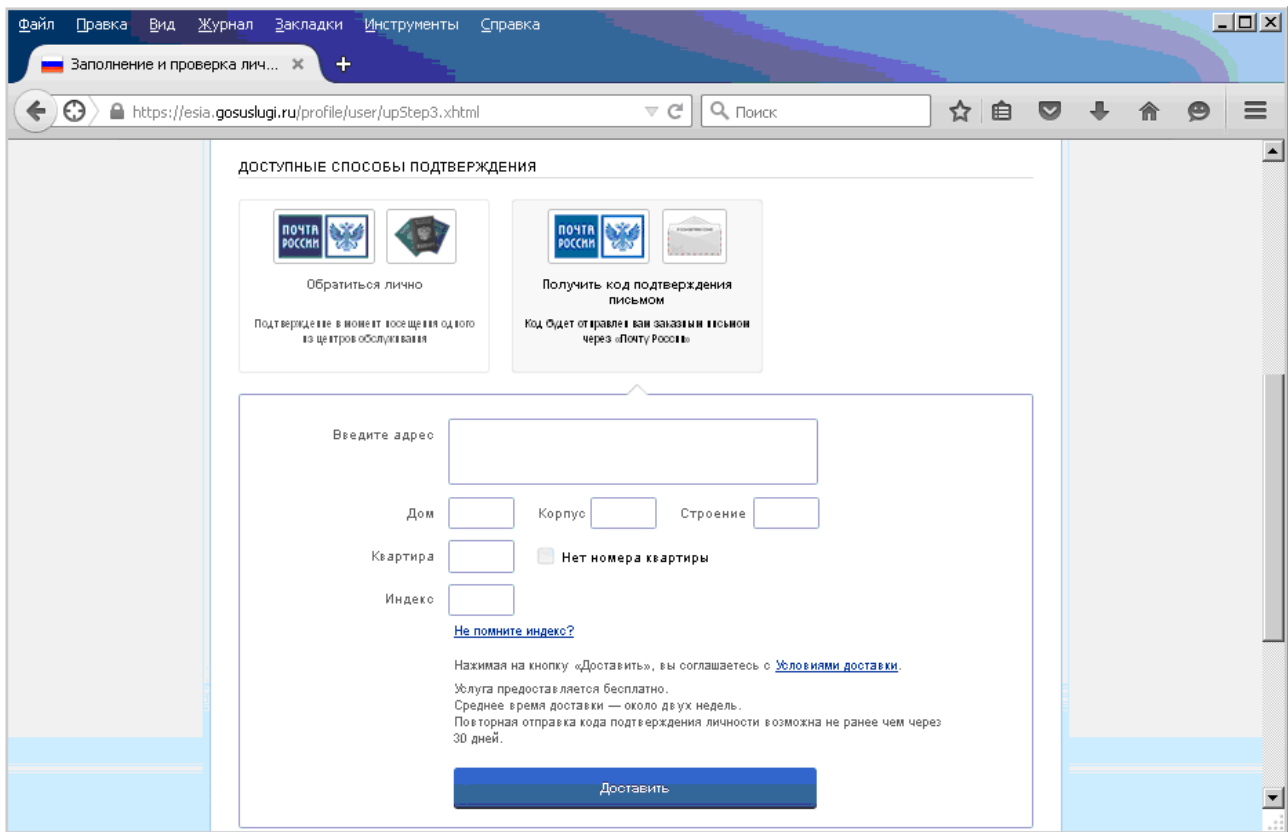 Файл Правка Вид Журнал Закладки Инструменты Справка
Заполнение и проверка лич...
https://esia.gosuslugi.ru/profile/user/upStep3.xhtml
Поиск
ДОСТУПНЫЕ СПОСОБЫ ПОДТВЕРЖДЕНИЯ
ПОЧТА
РОССИИ
Обратиться лично
Подтверждение в момент посещения одного
из центров обслуживания
ПОЧТА
РОССИИ
Получить код подтверждения
письмом
Код будет отправлен вам заказным письмом
через «Почту России»
Введите адрес
Дом Корпус Строение
Квартира Нет номера квартиры
Индекс
Не помните индекс?
Нажимая на кнопку «Доставить», вы соглашаетесь с Условиями доставки.
Услуга предоставляется бесплатно.
Среднее время доставки — около двух недель.
Повторная отправка кода подтверждения личности возможна не ранее чем через
30 дней.
Доставить